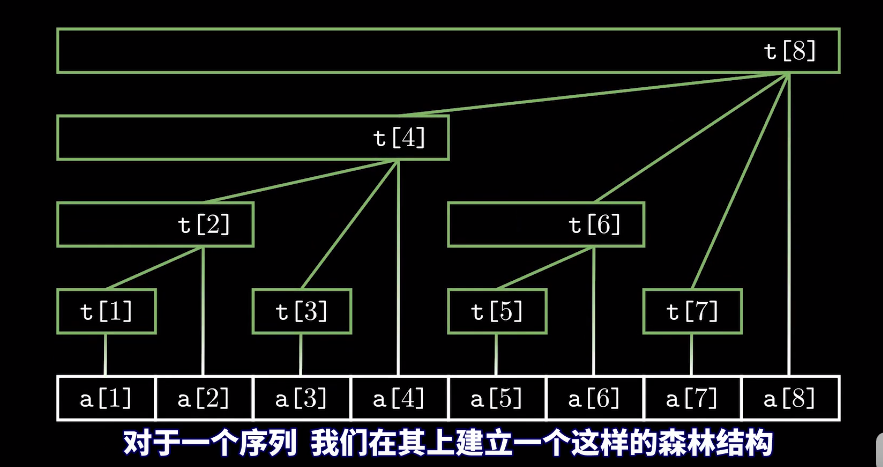 t[8]
t[4]
t[2] t[6]
t[1] t[3] t[5] t[7]
a[1] a[2] a[3] a[4] a[5] a[6] a[7] a[8]
对于一个序列 我们在其上建立一个这样的森林结构